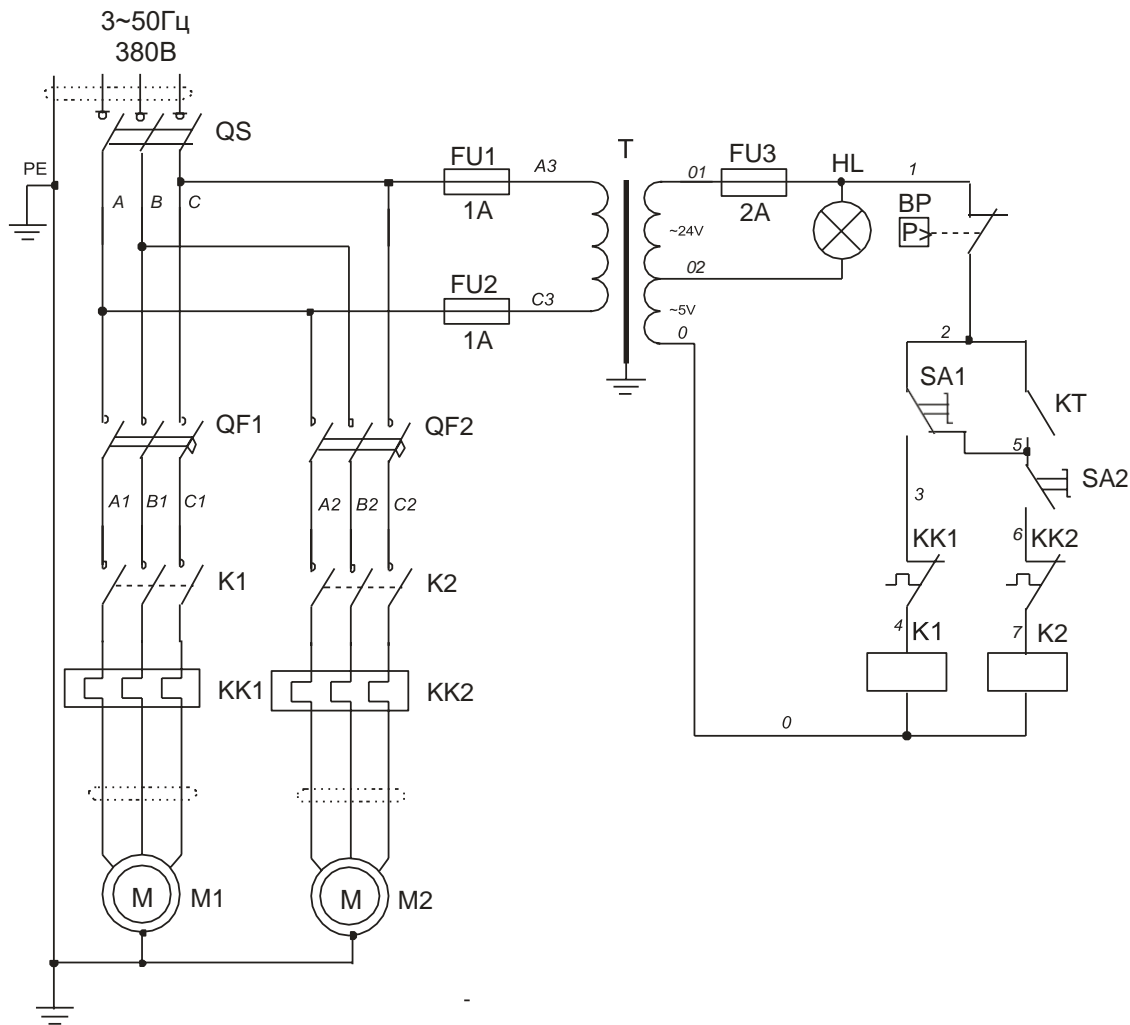 3~50Гц
380В
QS
PE
A
B
C
FU1
1A
A3
T
01
FU3
2A
HL
1
~24V
BP
P>
02
FU2
1A
C3
~5V
0
2
SA1
KT
QF1
QF2
5
SA2
A1
B1
C1
A2
B2
C2
3
6
KK1
KK2
K1
K2
4
K1
7
K2
KK1
KK2
0
M
M1
M
M2
-